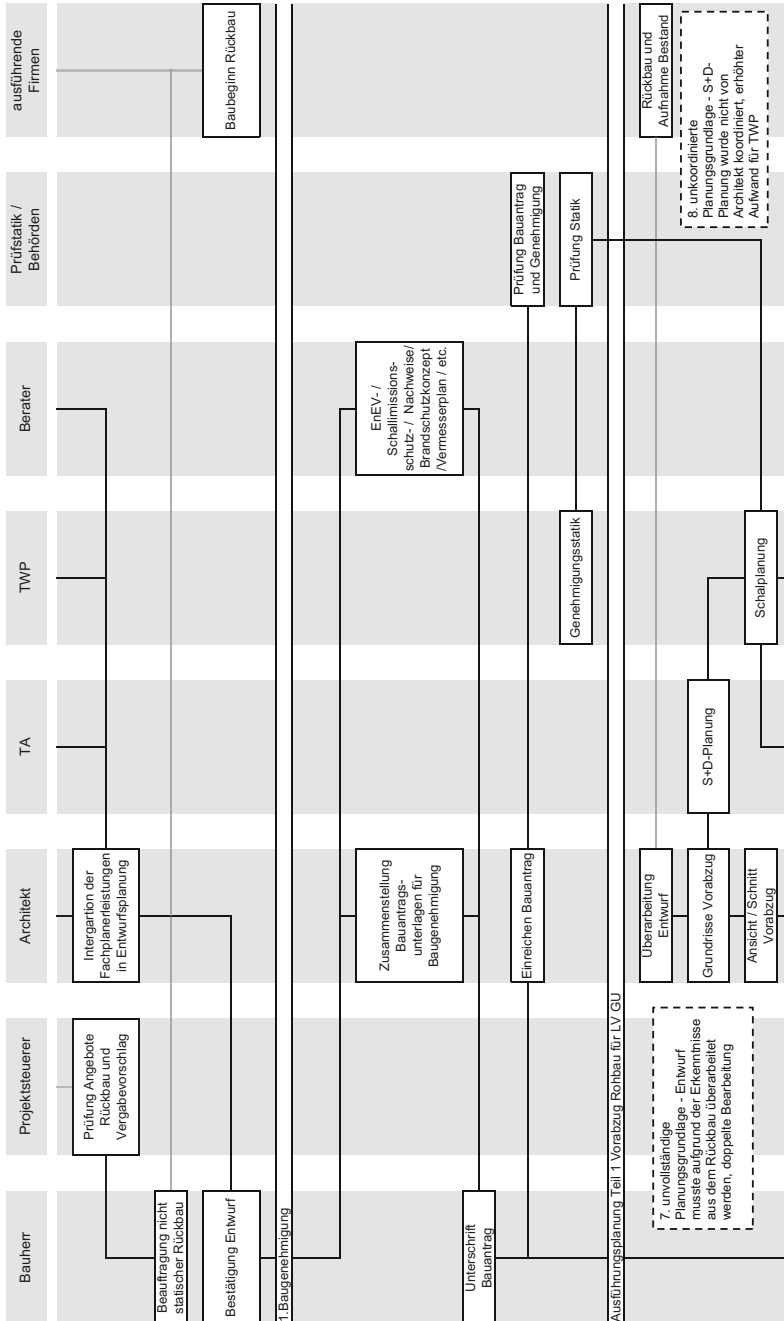 Bauherr
Projektsteuerer
Architekt
TA
TWP
Berater
Prüfstatik /
Behörden
ausführende
Firmen
Prüfung Angebote
Rückbau und
Vergabevorschlag
Intergartion der
Fachplanerleistungen
in Entwurfsplanung
Beauftragung nicht
statischer Rückbau
Bestätigung Entwurf
Baubeginn Rückbau
1.Baugenehmigung
Zusammenstellung
Bauantrags-
unterlagen für
Baugenehmigung
EnEV- /
Schallimissions-
schutz- / Nachweise/
Brandschutzkonzept
/Vermesserplan / etc.
Unterschrift
Bauantrag
Einreichen Bauantrag
Prüfung Bauantrag
und Genehmigung
Genehmigungsstatik
Prüfung Statik
Ausführungsplanung Teil 1 Vorabzug Rohbau für LV GU
7. unvollständige
Planungsgrundlage - Entwurf
musste aufgrund der Erkenntnisse
aus dem Rückbau überarbeitet
werden, doppelte Bearbeitung
Überarbeitung
Entwurf
Rückbau und
Aufnahme Bestand
Grundrisse Vorabzug
S+D-Planung
8. unkoordinierte
Planungsgrundlage - S+D-
Planung wurde nicht von
Architekt koordiniert, erhöhter
Aufwand für TWP
Ansicht / Schnitt
Vorabzug
Schalplanung